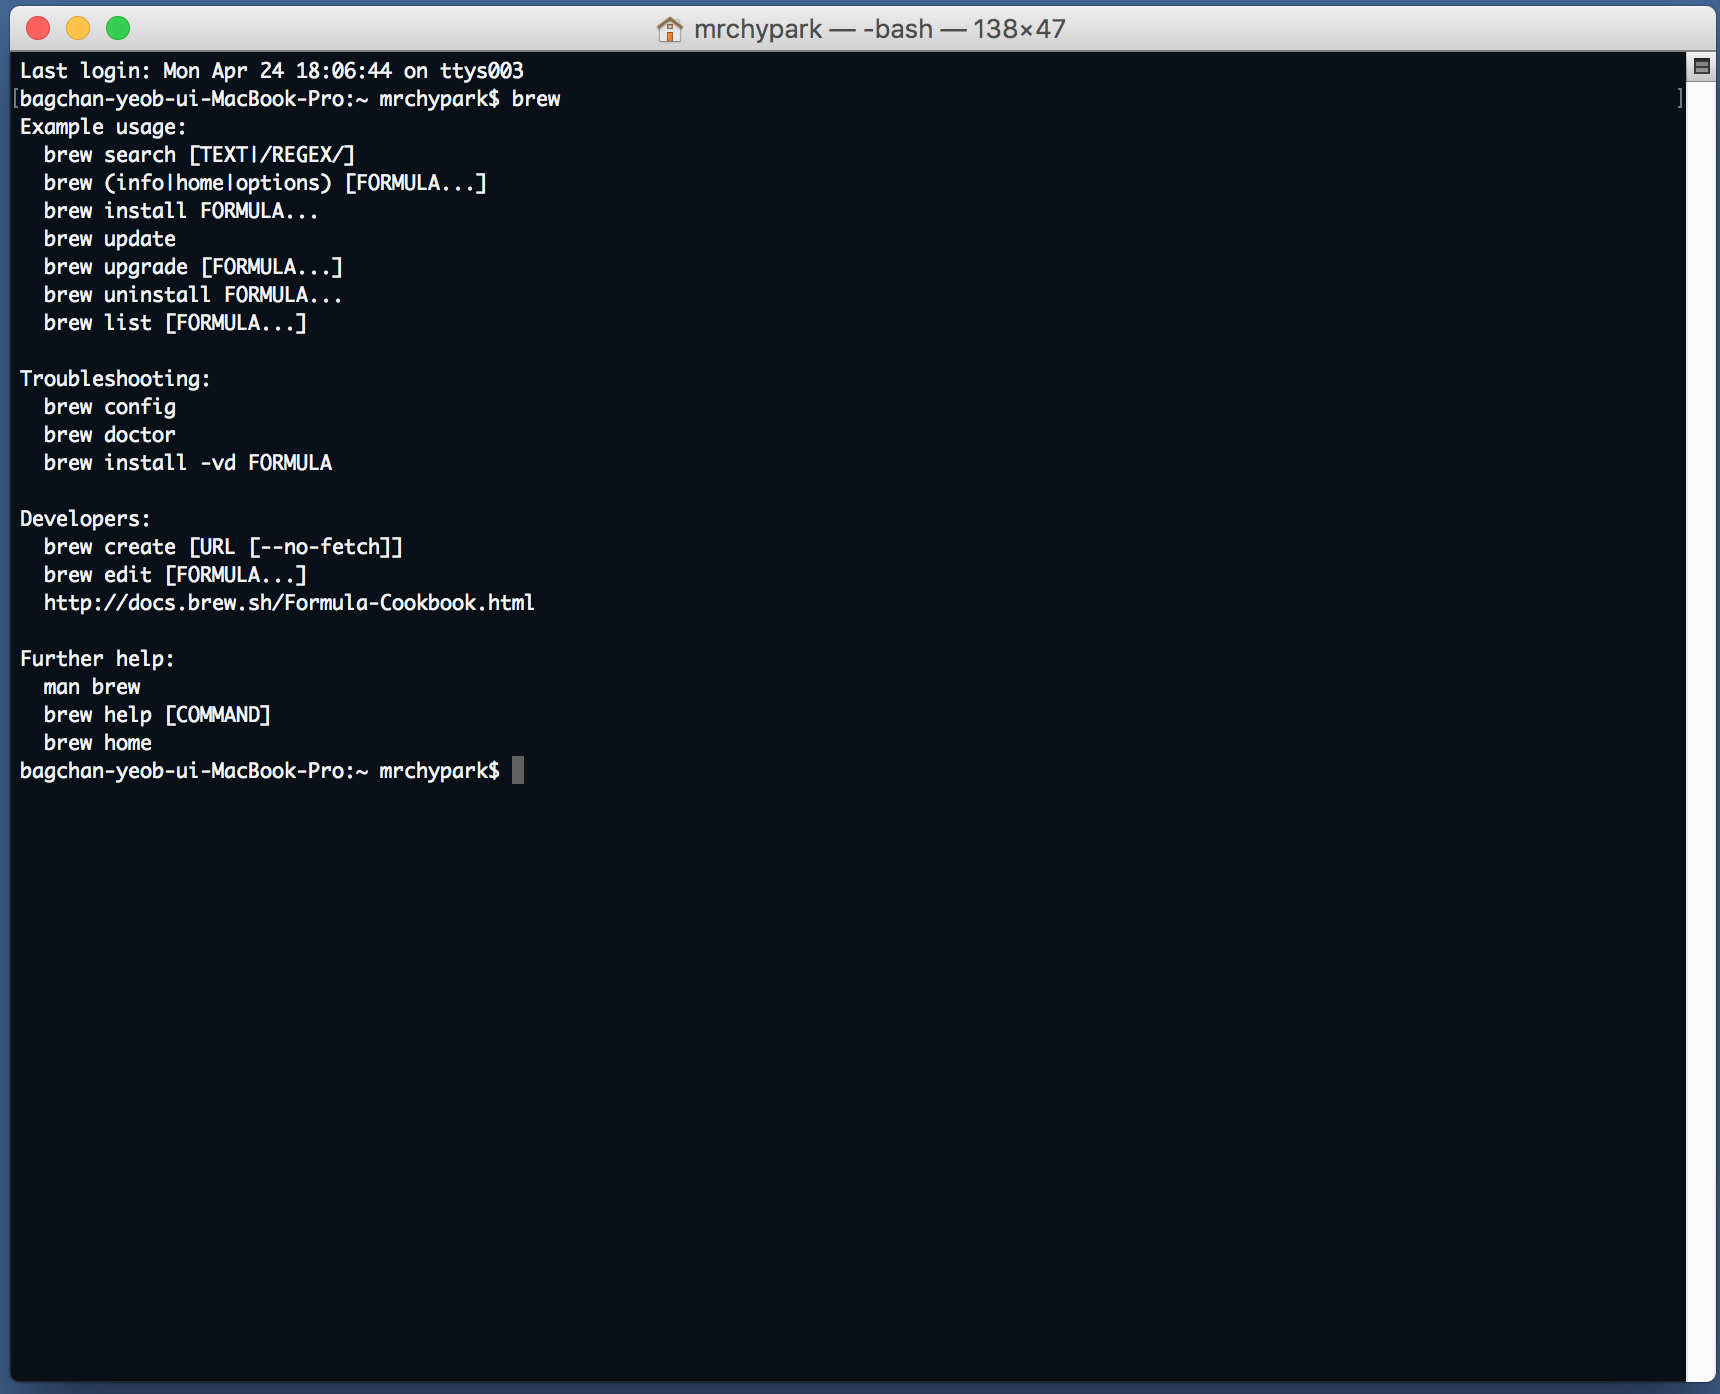 mrchypark — -bash — 138×47
Last login: Mon Apr 24 18:06:44 on ttys003
[bagchan-yeob-ui-MacBook-Pro:~ mrchypark$ brew ]
Example usage:
  brew search [TEXT|/REGEX/]
  brew (info|home|options) [FORMULA...]
  brew install FORMULA...
  brew update
  brew upgrade [FORMULA...]
  brew uninstall FORMULA...
  brew list [FORMULA...]

Troubleshooting:
  brew config
  brew doctor
  brew install -vd FORMULA

Developers:
  brew create [URL [--no-fetch]]
  brew edit [FORMULA...]
  http://docs.brew.sh/Formula-Cookbook.html

Further help:
  man brew
  brew help [COMMAND]
  brew home
bagchan-yeob-ui-MacBook-Pro:~ mrchypark$